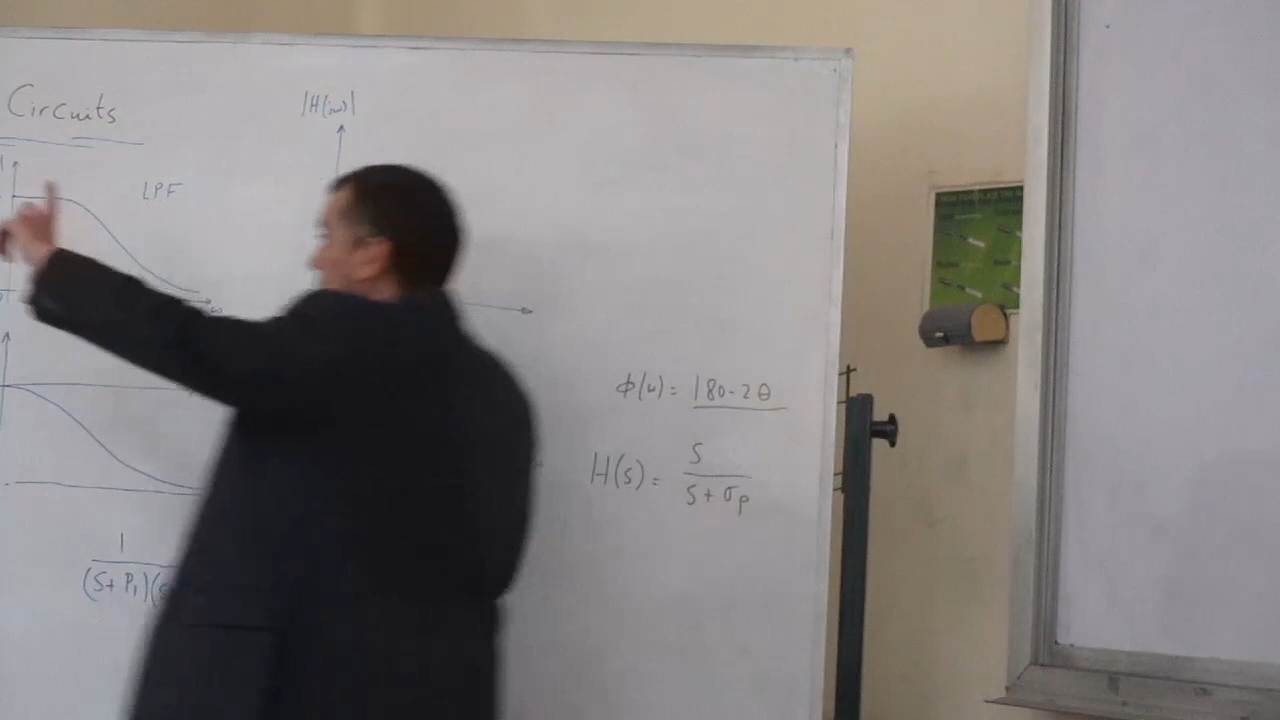 Circuits
|H(jω)|
LPF
ω
φ(ω) = 180-2θ
H(s) = s / (s + σp)
1
(S+P1)(s